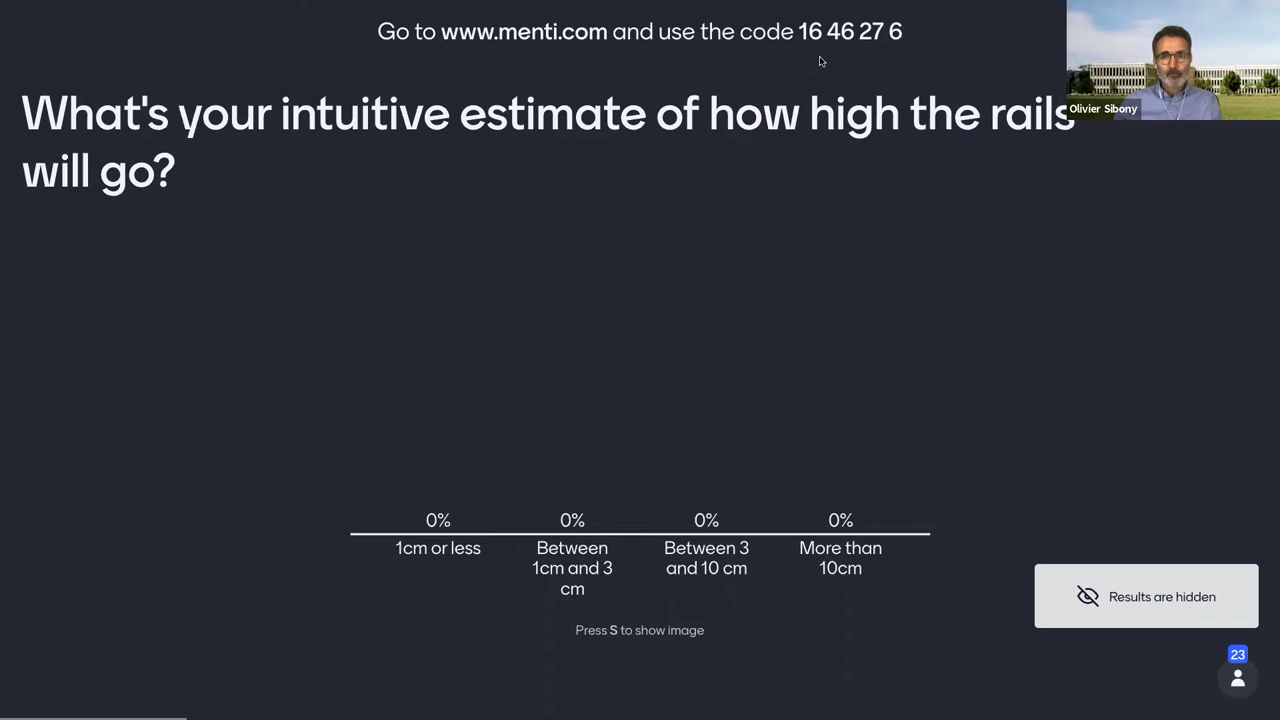 Go to www.menti.com and use the code 16 46 27 6
Olivier Sibony
What's your intuitive estimate of how high the rails
will go?
0%
0%
0%
0%
1cm or less
Between
1cm and 3
cm
Between 3
and 10 cm
More than
10cm
Results are hidden
Press S to show image
23